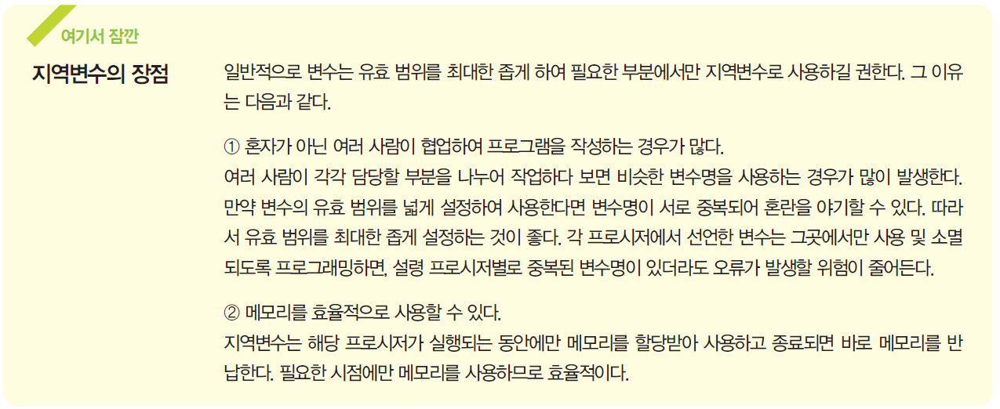 여기서 잠깐
지역변수의 장점
일반적으로 변수는 유효 범위를 최대한 좁게 하여 필요한 부분에서만 지역변수로 사용하길 권한다. 그 이유
는 다음과 같다.
① 혼자가 아닌 여러 사람이 협업하여 프로그램을 작성하는 경우가 많다.
여러 사람이 각각 담당할 부분을 나누어 작업하다 보면 비슷한 변수명을 사용하는 경우가 많이 발생한다.
만약 변수의 유효 범위를 넓게 설정하여 사용한다면 변수명이 서로 중복되어 혼란을 야기할 수 있다. 따라
서 유효 범위를 최대한 좁게 설정하는 것이 좋다. 각 프로시저에서 선언한 변수는 그곳에서만 사용 및 소멸
되도록 프로그래밍하면, 설령 프로시저별로 중복된 변수명이 있더라도 오류가 발생할 위험이 줄어든다.
② 메모리를 효율적으로 사용할 수 있다.
지역변수는 해당 프로시저가 실행되는 동안에만 메모리를 할당받아 사용하고 종료되면 바로 메모리를 반
납한다. 필요한 시점에만 메모리를 사용하므로 효율적이다.